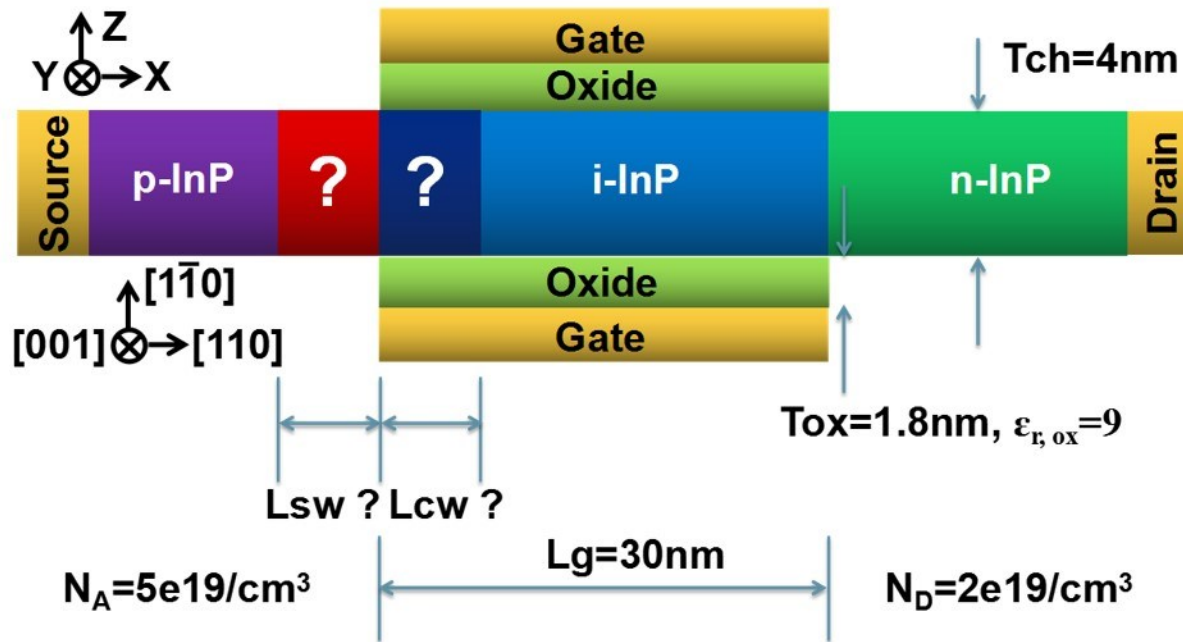 Z
Y X
Gate
Oxide
Tch=4nm
Source
p-InP
?
?
i-InP
n-InP
Drain
[11̄0]
[001] [110]
Oxide
Gate
Tox=1.8nm, εr, ox=9
Lsw ? Lcw ?
Lg=30nm
NA=5e19/cm³
ND=2e19/cm³